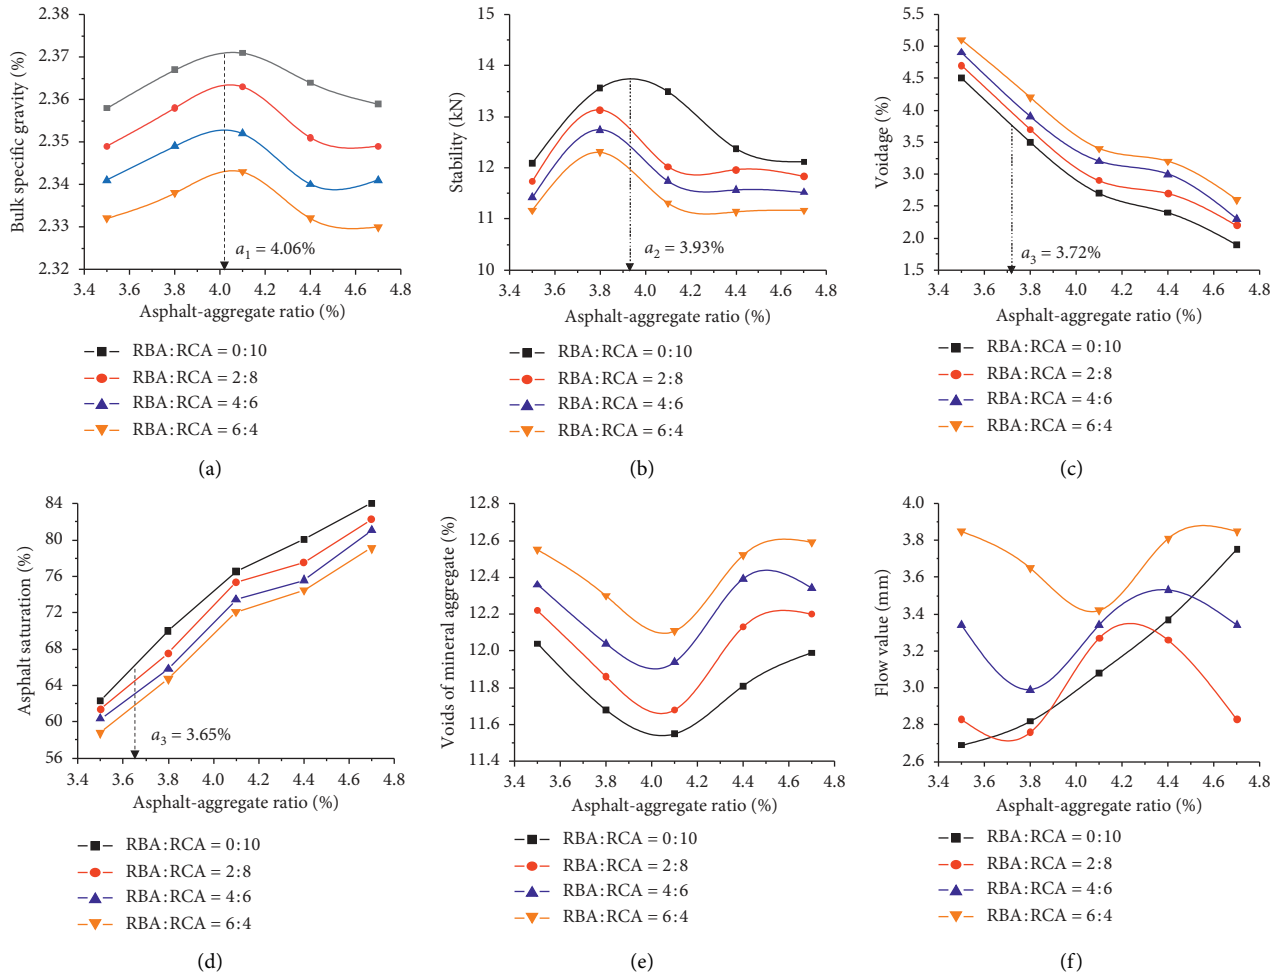 2.38
2.37
2.36
2.35
2.34
2.33
2.32
Bulk specific gravity (%)
a1 = 4.06%
3.4 3.6 3.8 4.0 4.2 4.4 4.6 4.8
Asphalt-aggregate ratio (%)
RBA:RCA = 0:10
RBA:RCA = 2:8
RBA:RCA = 4:6
RBA:RCA = 6:4
(a)
15
14
13
12
11
10
Stability (kN)
a2 = 3.93%
3.4 3.6 3.8 4.0 4.2 4.4 4.6 4.8
Asphalt-aggregate ratio (%)
RBA:RCA = 0:10
RBA:RCA = 2:8
RBA:RCA = 4:6
RBA:RCA = 6:4
(b)
5.5
5.0
4.5
4.0
3.5
3.0
2.5
2.0
1.5
Voidage (%)
a3 = 3.72%
3.4 3.6 3.8 4.0 4.2 4.4 4.6 4.8
Asphalt-aggregate ratio (%)
RBA:RCA = 0:10
RBA:RCA = 2:8
RBA:RCA = 4:6
RBA:RCA = 6:4
(c)
84
80
76
72
68
64
60
56
Asphalt saturation (%)
a3 = 3.65%
3.4 3.6 3.8 4.0 4.2 4.4 4.6 4.8
Asphalt-aggregate ratio (%)
RBA:RCA = 0:10
RBA:RCA = 2:8
RBA:RCA = 4:6
RBA:RCA = 6:4
(d)
12.8
12.6
12.4
12.2
12.0
11.8
11.6
11.4
Voids of mineral aggregate (%)
3.4 3.6 3.8 4.0 4.2 4.4 4.6 4.8
Asphalt-aggregate ratio (%)
RBA:RCA = 0:10
RBA:RCA = 2:8
RBA:RCA = 4:6
RBA:RCA = 6:4
(e)
4.0
3.8
3.6
3.4
3.2
3.0
2.8
2.6
Flow value (mm)
3.4 3.6 3.8 4.0 4.2 4.4 4.6 4.8
Asphalt-aggregate ratio (%)
RBA:RCA = 0:10
RBA:RCA = 2:8
RBA:RCA = 4:6
RBA:RCA = 6:4
(f)